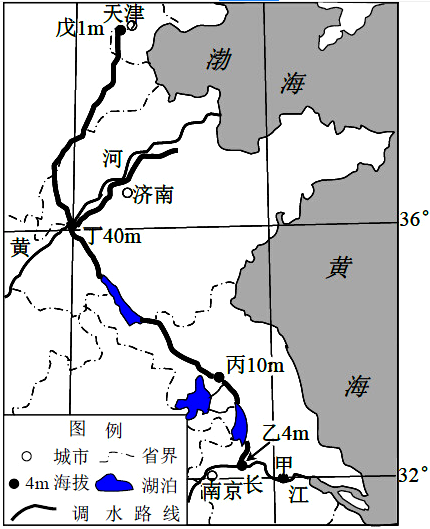 天津
戊1m
渤
海
河
济南
36°
黄
丁40m
黄
海
丙10m
乙4m
甲
32°
南京
长
江
图 例
城市
省界
4m 海拔
湖泊
调 水 路 线